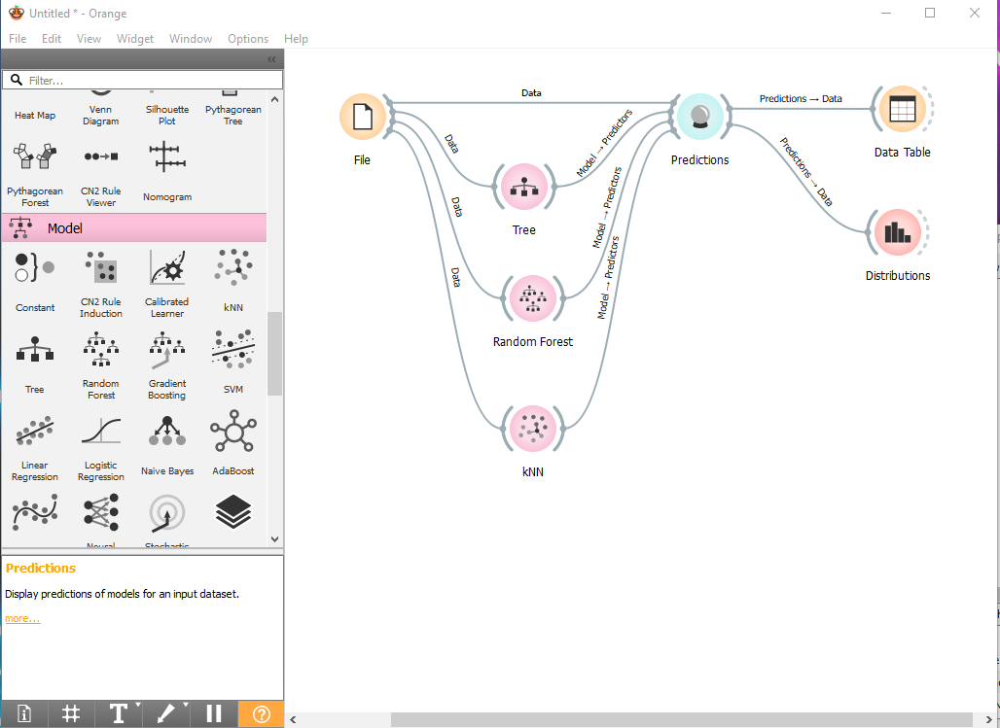 Untitled * - Orange
File Edit View Widget Window Options Help
Filter...
Heat Map
Venn
Diagram
Silhouette
Plot
Pythagorean
Tree
Pythagorean
Forest
CN2 Rule
Viewer
Nomogram
Model
Constant
CN2 Rule
Induction
Calibrated
Learner
kNN
Tree
Random
Forest
Gradient
Boosting
SVM
Linear
Regression
Logistic
Regression
Naive Bayes
AdaBoost
Neural
Stochastic
Predictions
Display predictions of models for an input dataset.
more...
T
?
File
Data
Data
Data
Data
Tree
Random Forest
kNN
Model → Predictors
Model → Predictors
Model → Predictors
Predictions
Predictions → Data
Predictions → Data
Data Table
Distributions